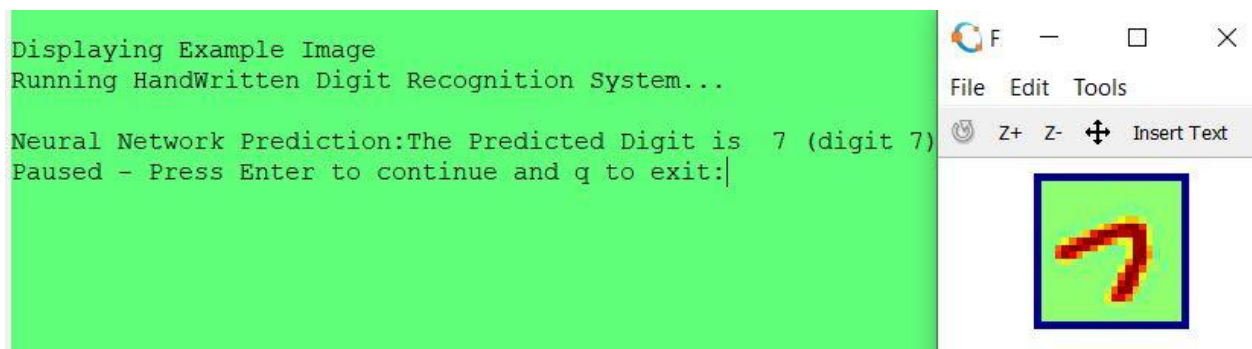 Displaying Example Image
Running HandWritten Digit Recognition System...
Neural Network Prediction:The Predicted Digit is  7 (digit 7)
Paused - Press Enter to continue and q to exit:
F
File Edit Tools
Z+ Z- Insert Text
7